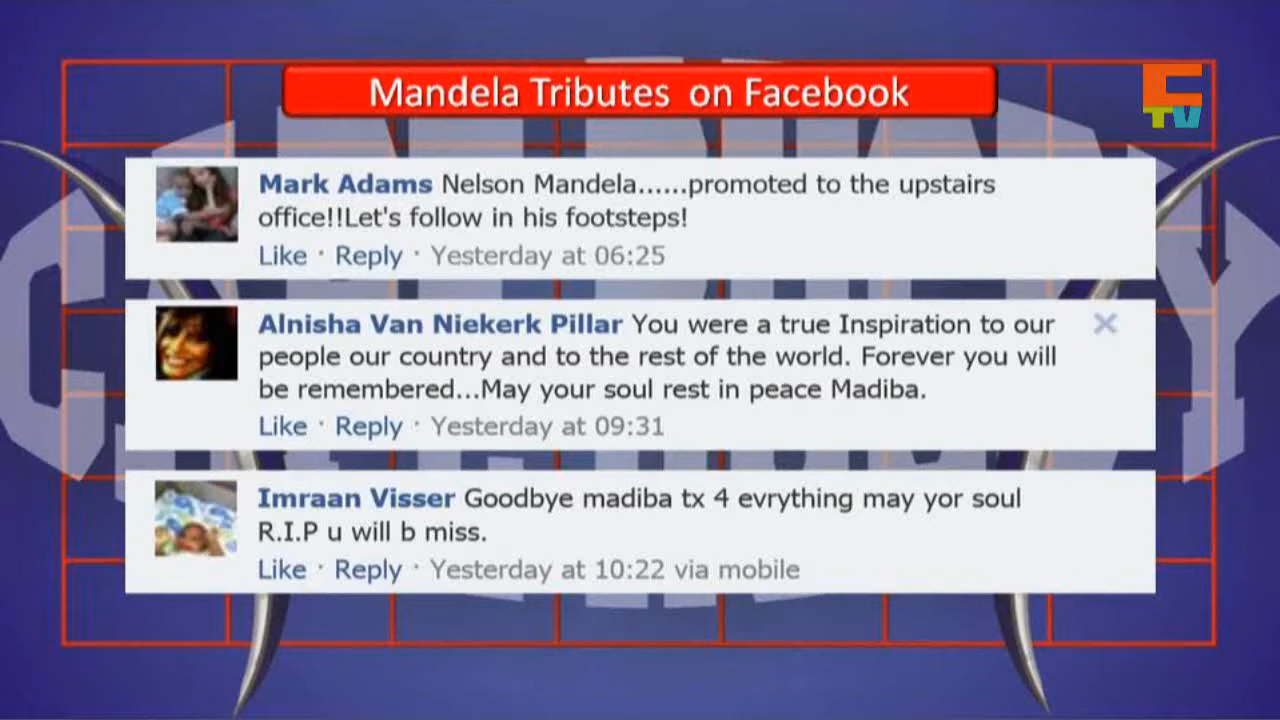 Mandela Tributes on Facebook
CTV
Mark Adams Nelson Mandela......promoted to the upstairs
office!!Let's follow in his footsteps!
Like · Reply · Yesterday at 06:25
Alnisha Van Niekerk Pillar You were a true Inspiration to our
people our country and to the rest of the world. Forever you will
be remembered...May your soul rest in peace Madiba.
Like · Reply · Yesterday at 09:31
Imraan Visser Goodbye madiba tx 4 evrything may yor soul
R.I.P u will b miss.
Like · Reply · Yesterday at 10:22 via mobile